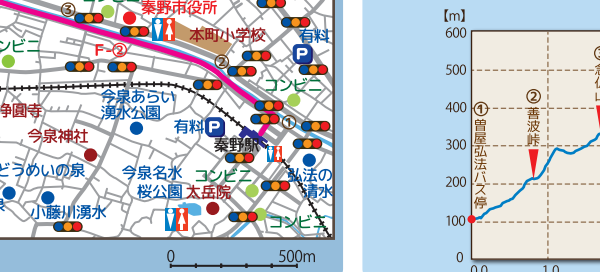 ③
秦野市役所
コンビニ
本町小学校
有料
P
F-②
②
コンビニ
今泉あらい
湧水公園
浄圓寺
有料 P
①
今泉神社
秦野駅
どうめいの泉
今泉名水
桜公園
コンビニ
弘法の
清水
太岳院
泉
小藤川湧水
コンビニ
0 500m
【m】
600
500
400
300
200
100
0
0.0 1.0
①曽屋弘法バス停
②善波峠